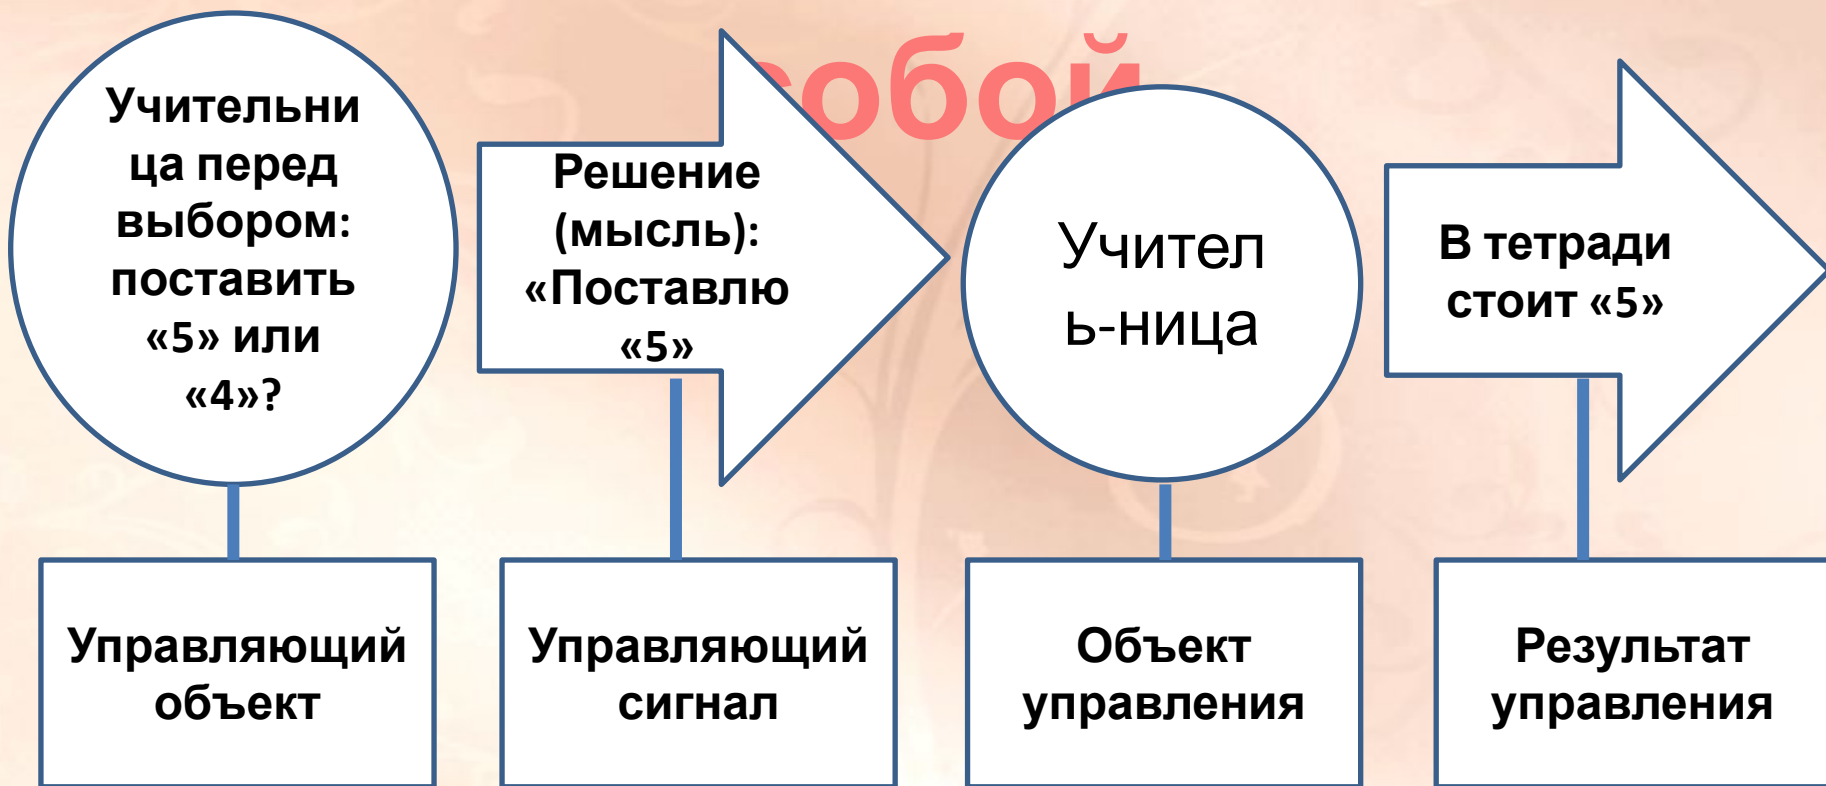 собой
Учительни
ца перед
выбором:
поставить
«5» или
«4»?
Решение
(мысль):
«Поставлю
«5»
Учител
ь-ница
В тетради
стоит «5»
Управляющий
объект
Управляющий
сигнал
Объект
управления
Результат
управления